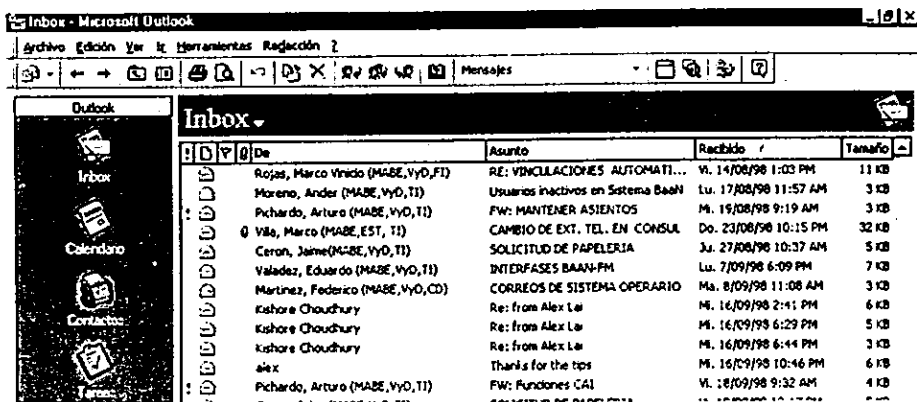 Inbox - Microsoft Outlook
Archivo Edición Ver Ir Herramientas Redacción ?
Mensajes
Outlook
Inbox
Inbox
Calendario
Contactos
! De Asunto Recibido Tamaño
Rojas, Marco Vinicio (MABE,VyD,FI) RE: VINCULACIONES AUTOMATI... Vi. 14/08/98 1:03 PM 11 KB
Moreno, Ander (MABE,VyD,TI) Usuarios inactivos en Sistema BaaN Lu. 17/08/98 11:57 AM 3 KB
! Pichardo, Arturo (MABE,VyD,TI) FW: MANTENER ASIENTOS Mi. 19/08/98 9:19 AM 3 KB
Villa, Marco (MABE,EST, TI) CAMBIO DE EXT. TEL. EN CONSUL Do. 23/08/98 10:15 PM 32 KB
Ceron, Jaime(MABE,VyD,TI) SOLICITUD DE PAPELERIA Ju. 27/08/98 10:37 AM 5 KB
Valadez, Eduardo (MABE,VyD,TI) INTERFASES BAAN-FM Lu. 7/09/98 6:09 PM 7 KB
Martinez, Federico (MABE,VyD,CD) CORREOS DE SISTEMA OPERARIO Ma. 8/09/98 11:08 AM 3 KB
Kishore Choudhury Re: from Alex Lai Mi. 16/09/98 2:41 PM 6 KB
Kishore Choudhury Re: from Alex Lai Mi. 16/09/98 6:29 PM 5 KB
Kishore Choudhury Re: from Alex Lai Mi. 16/09/98 6:44 PM 3 KB
alex Thanks for the tips Mi. 16/09/98 10:46 PM 6 KB
! Pichardo, Arturo (MABE,VyD,TI) FW: Funciones CAI Vi. 18/09/98 9:32 AM 4 KB